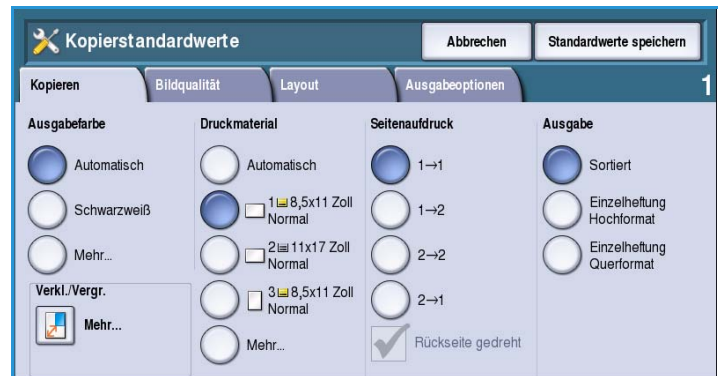 Kopierstandardwerte
Abbrechen
Standardwerte speichern
Kopieren
Bildqualität
Layout
Ausgabeoptionen
1
Ausgabefarbe
Automatisch
Schwarzweiß
Mehr...
Verkl./Vergr.
Mehr...
Druckmaterial
Automatisch
1 8,5x11 Zoll
Normal
2 11x17 Zoll
Normal
3 8,5x11 Zoll
Normal
Mehr...
Seitenaufdruck
1→1
1→2
2→2
2→1
Rückseite gedreht
Ausgabe
Sortiert
Einzelheftung
Hochformat
Einzelheftung
Querformat